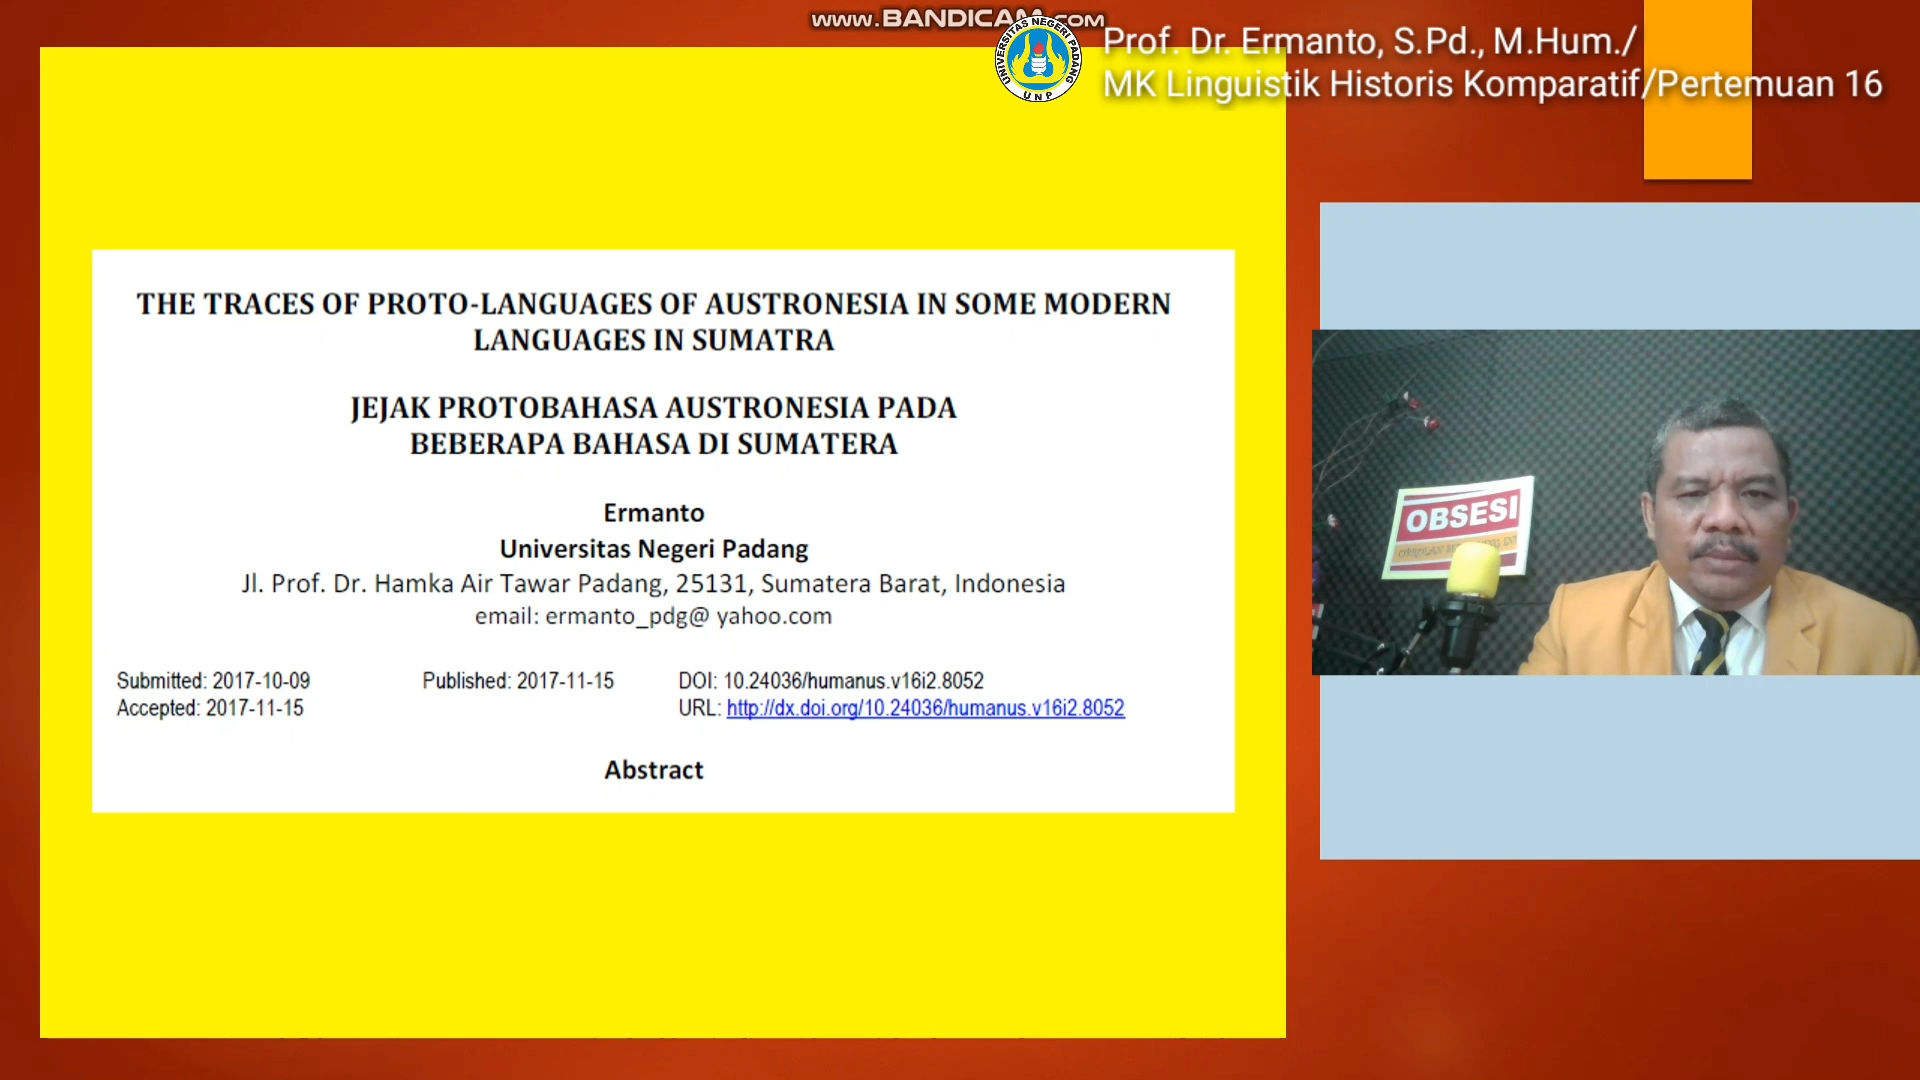 www.BANDICAM.com
UNIVERSITAS NEGERI PADANG
UNP
Prof. Dr. Ermanto, S.Pd., M.Hum./
MK Linguistik Historis Komparatif/Pertemuan 16
THE TRACES OF PROTO-LANGUAGES OF AUSTRONESIA IN SOME MODERN
LANGUAGES IN SUMATRA
JEJAK PROTOBAHASA AUSTRONESIA PADA
BEBERAPA BAHASA DI SUMATERA
Ermanto
Universitas Negeri Padang
Jl. Prof. Dr. Hamka Air Tawar Padang, 25131, Sumatera Barat, Indonesia
email: ermanto_pdg@ yahoo.com
Submitted: 2017-10-09
Published: 2017-11-15
DOI: 10.24036/humanus.v16i2.8052
Accepted: 2017-11-15
URL: http://dx.doi.org/10.24036/humanus.v16i2.8052
Abstract
OBSESI